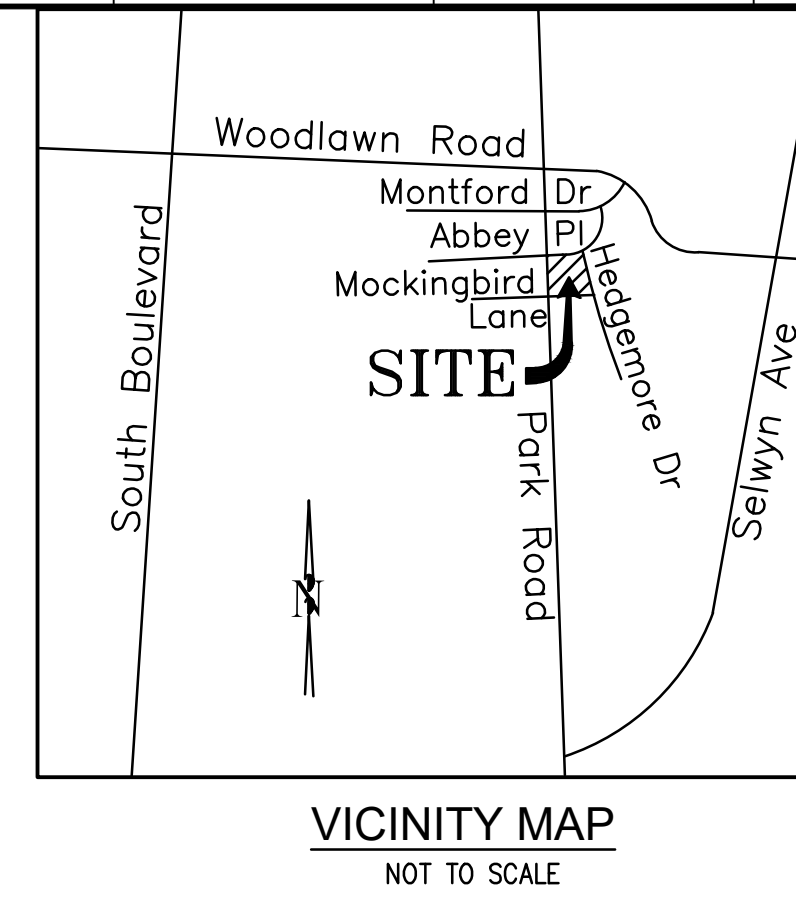 Woodlawn Road
Montford Dr
Abbey Pl
Mockingbird
Lane
Hedgemore Dr
SITE
South Boulevard
Park Road
Selwyn Ave
N
VICINITY MAP
NOT TO SCALE